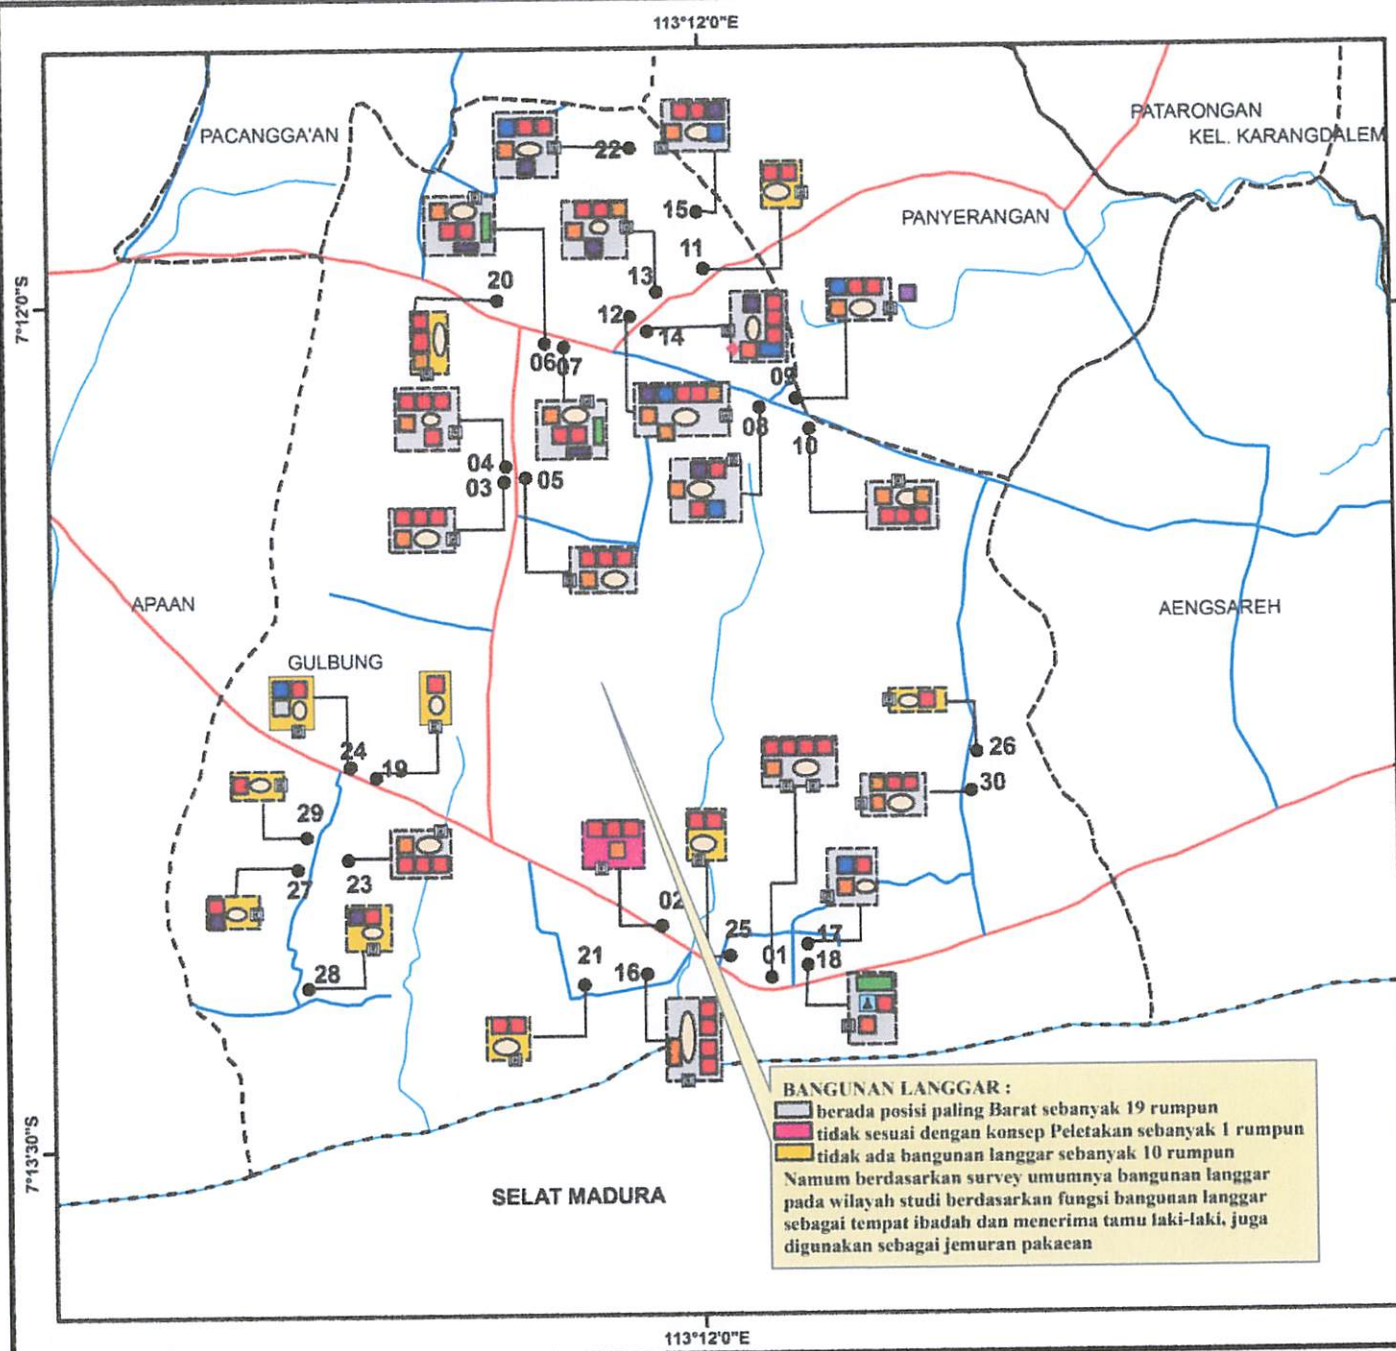 113°12'0"E
PATARONGAN
PACANGGA'AN
KEL. KARANGDALEM
22
15
PANYERANGAN
11
20
13
7°12'0"S
12
14
06
07
09
08
10
04
03
05
APAAN
AENGSAREH
GULBUNG
24
19
26
30
29
27
23
02
25
01
17
18
21
16
28
BANGUNAN LANGGAR :
berada posisi paling Barat sebanyak 19 rumpun
tidak sesuai dengan konsep Peletakan sebanyak 1 rumpun
tidak ada bangunan langgar sebanyak 10 rumpun
Namum berdasarkan survey umumnya bangunan langgar
pada wilayah studi berdasarkan fungsi bangunan langgar
sebagai tempat ibadah dan menerima tamu laki-laki, juga
digunakan sebagai jemuran pakaean
7°13'30"S
SELAT MADURA
113°12'0"E